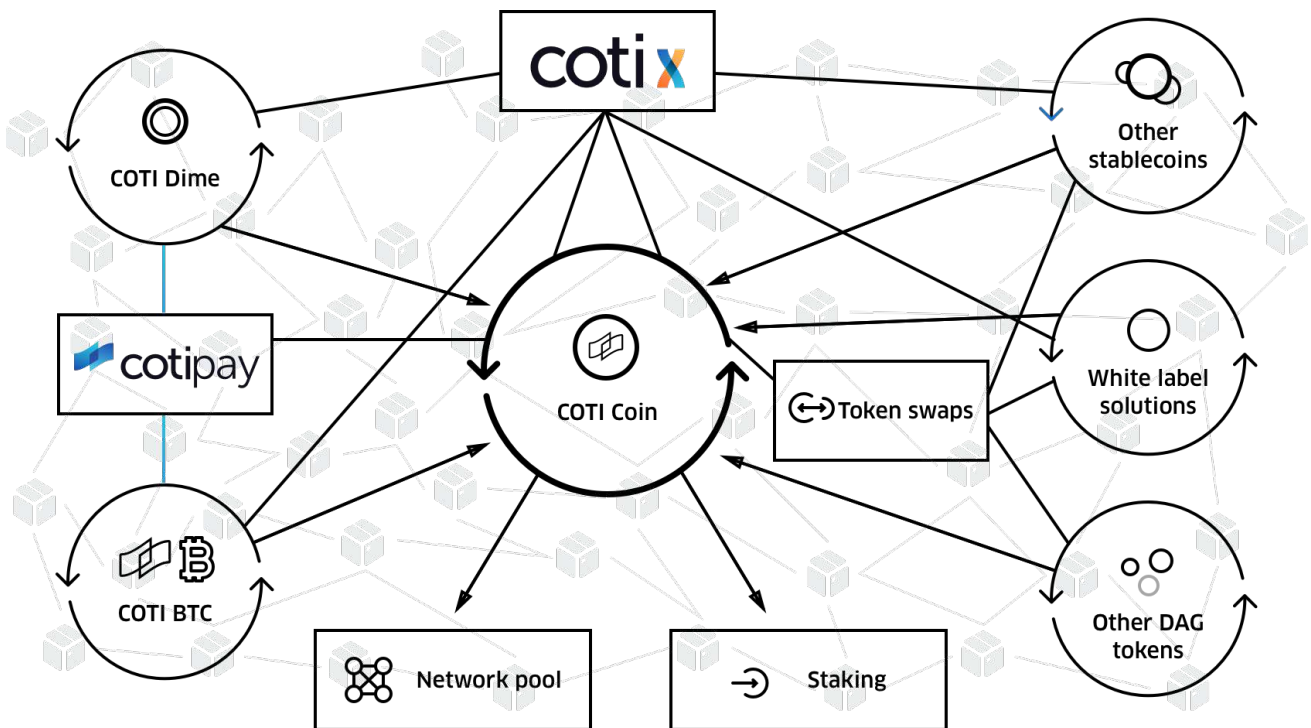 coti x
COTI Dime
Other
stablecoins
cotipay
COTI Coin
Token swaps
White label
solutions
COTI BTC
Other DAG
tokens
Network pool
Staking